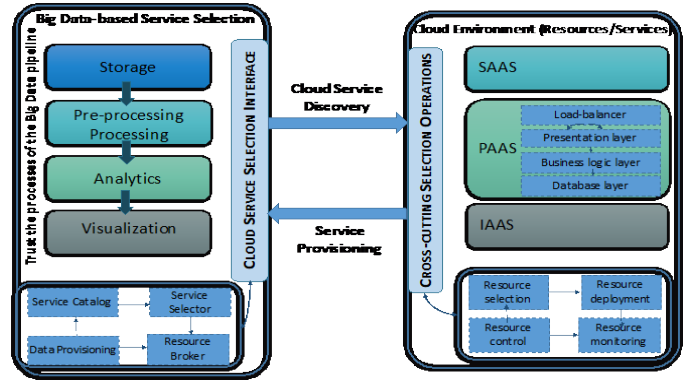 Big Data-based Service Selection
Trust the processes of the Big Data pipeline
Storage
Pre-processing
Processing
Analytics
Visualization
CLOUD SERVICE SELECTION INTERFACE
Service Catalog
Service
Selector
Data Provisioning
Resource
Broker
Cloud Service
Discovery
Service
Provisioning
Cloud Environment (Resources/Services)
CROSS-CUTTING SELECTION OPERATIONS
SAAS
PAAS
Load-balancer
Presentation layer
Business logic layer
Database layer
IAAS
Resource
selection
Resource
deployment
Resource
control
Resource
monitoring